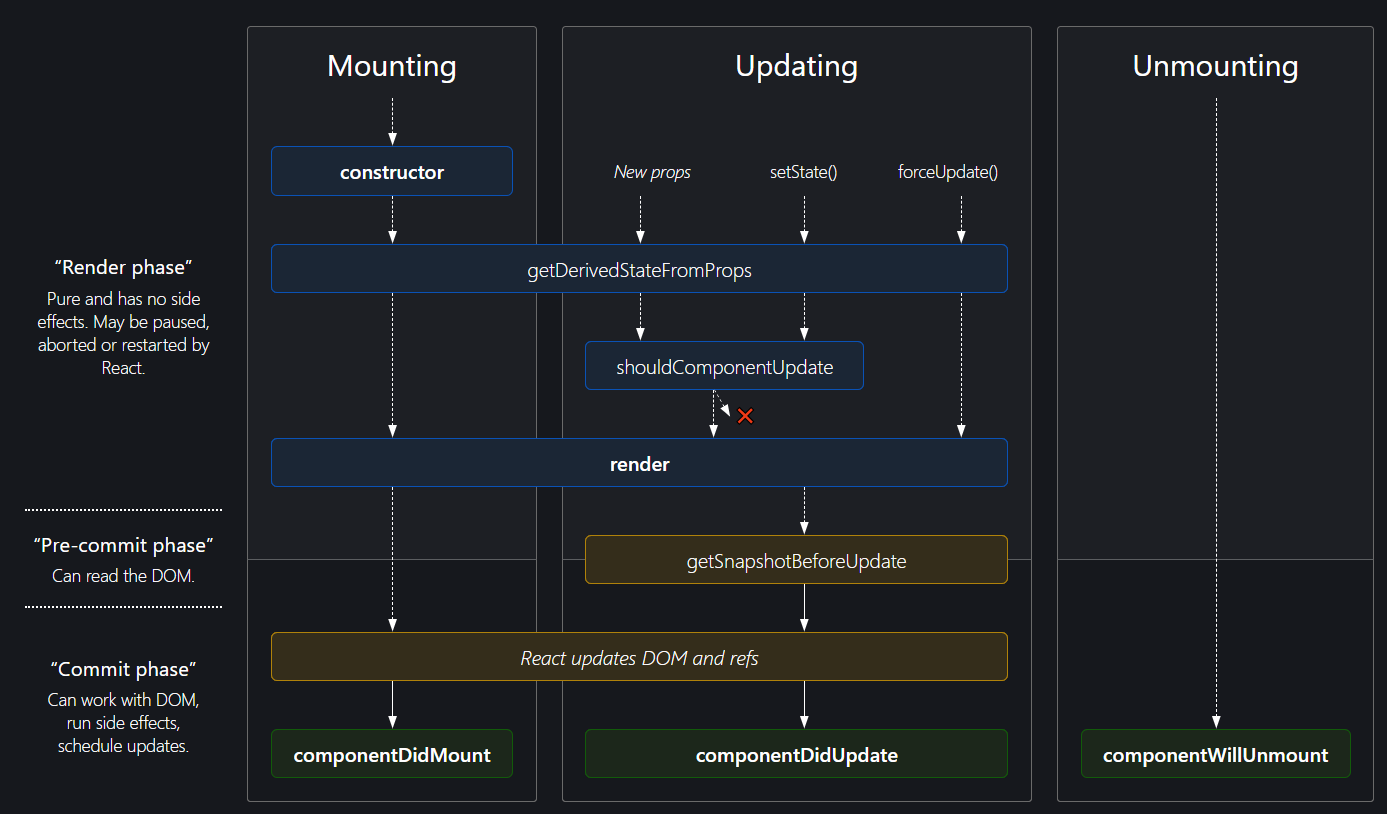 Mounting
Updating
Unmounting
constructor
New props
setState()
forceUpdate()
“Render phase”
Pure and has no side
effects. May be paused,
aborted or restarted by
React.
getDerivedStateFromProps
shouldComponentUpdate
render
“Pre-commit phase”
Can read the DOM.
getSnapshotBeforeUpdate
“Commit phase”
Can work with DOM,
run side effects,
schedule updates.
React updates DOM and refs
componentDidMount
componentDidUpdate
componentWillUnmount